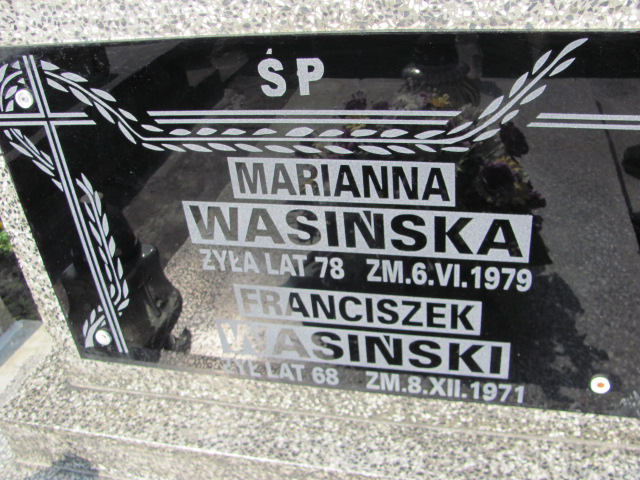 ŚP
MARIANNA
WASIŃSKA
ŻYŁA LAT 78 ZM.6.VI.1979
FRANCISZEK
WASIŃSKI
ŻYŁ LAT 68 ZM.8.XII.1971